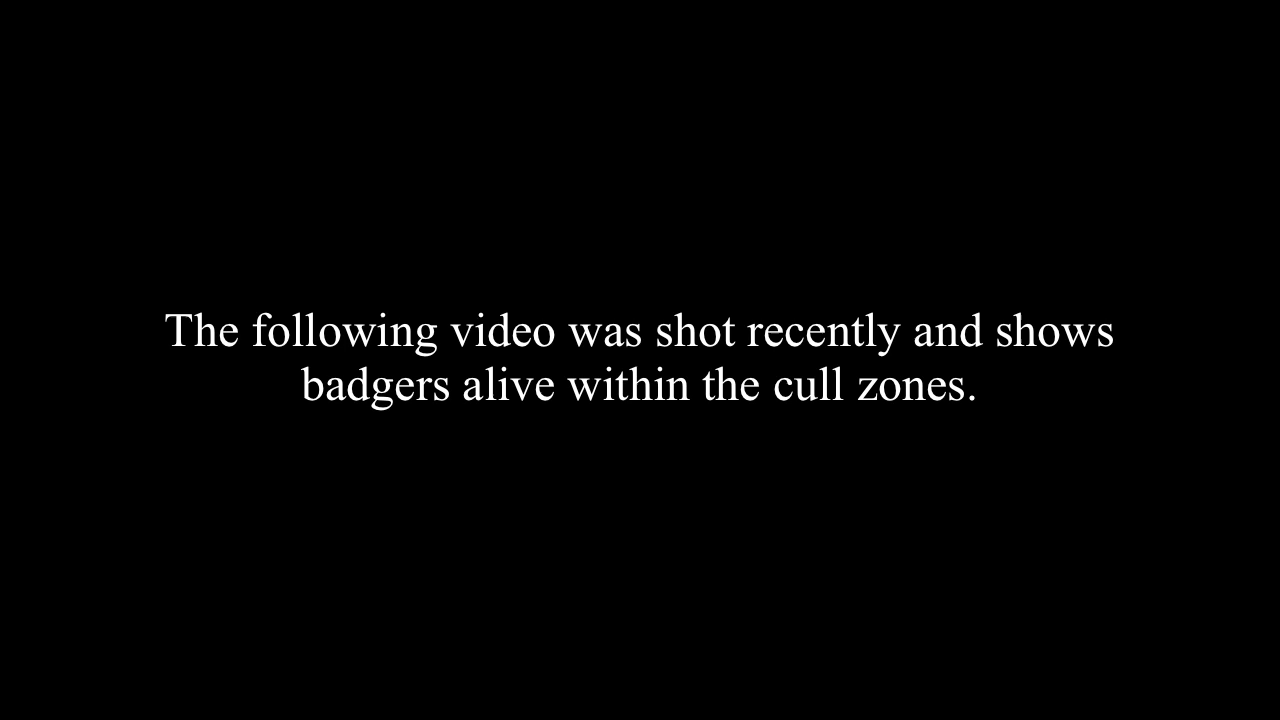 The following video was shot recently and shows
badgers alive within the cull zones.